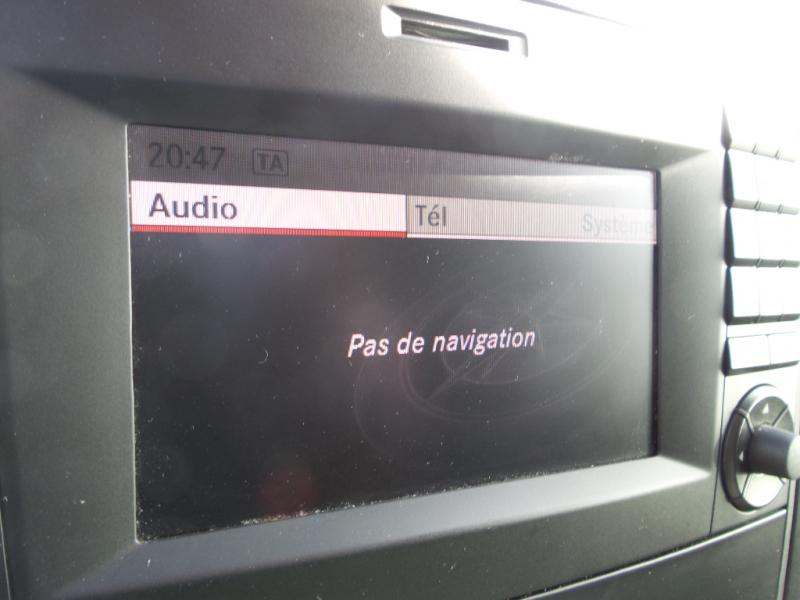 20:47 TA
Audio Tél Système
Pas de navigation